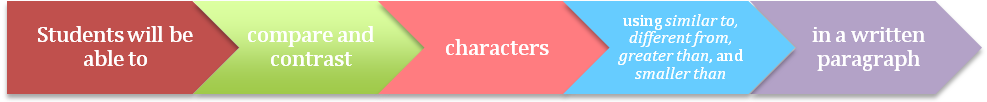 Students will be
able to
compare and
contrast
characters
using similar to,
different from,
greater than, and
smaller than
in a written
paragraph